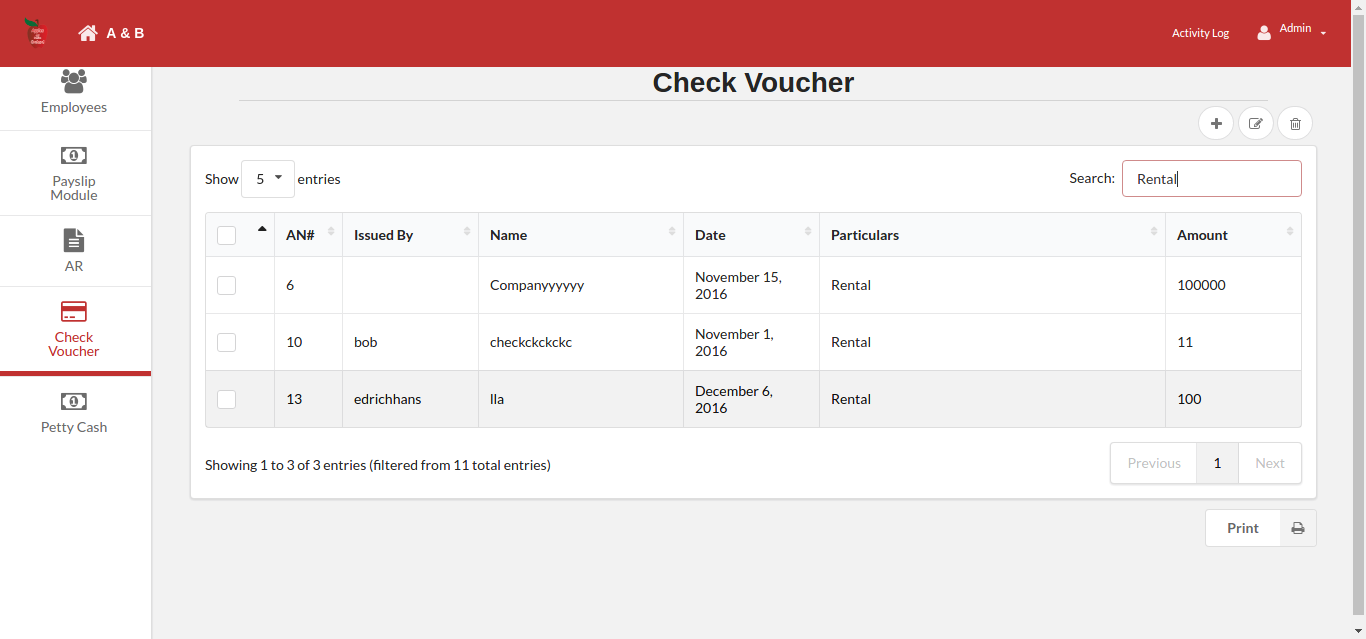 A & B
Activity Log
Admin
Employees
Payslip
Module
AR
Check
Voucher
Petty Cash
Check Voucher
Show 5 entries
Search: Rental
AN# Issued By Name Date Particulars Amount
6 Companyyyyyy November 15, 2016 Rental 100000
10 bob checkckckckc November 1, 2016 Rental 11
13 edrichhans lla December 6, 2016 Rental 100
Showing 1 to 3 of 3 entries (filtered from 11 total entries)
Previous 1 Next
Print